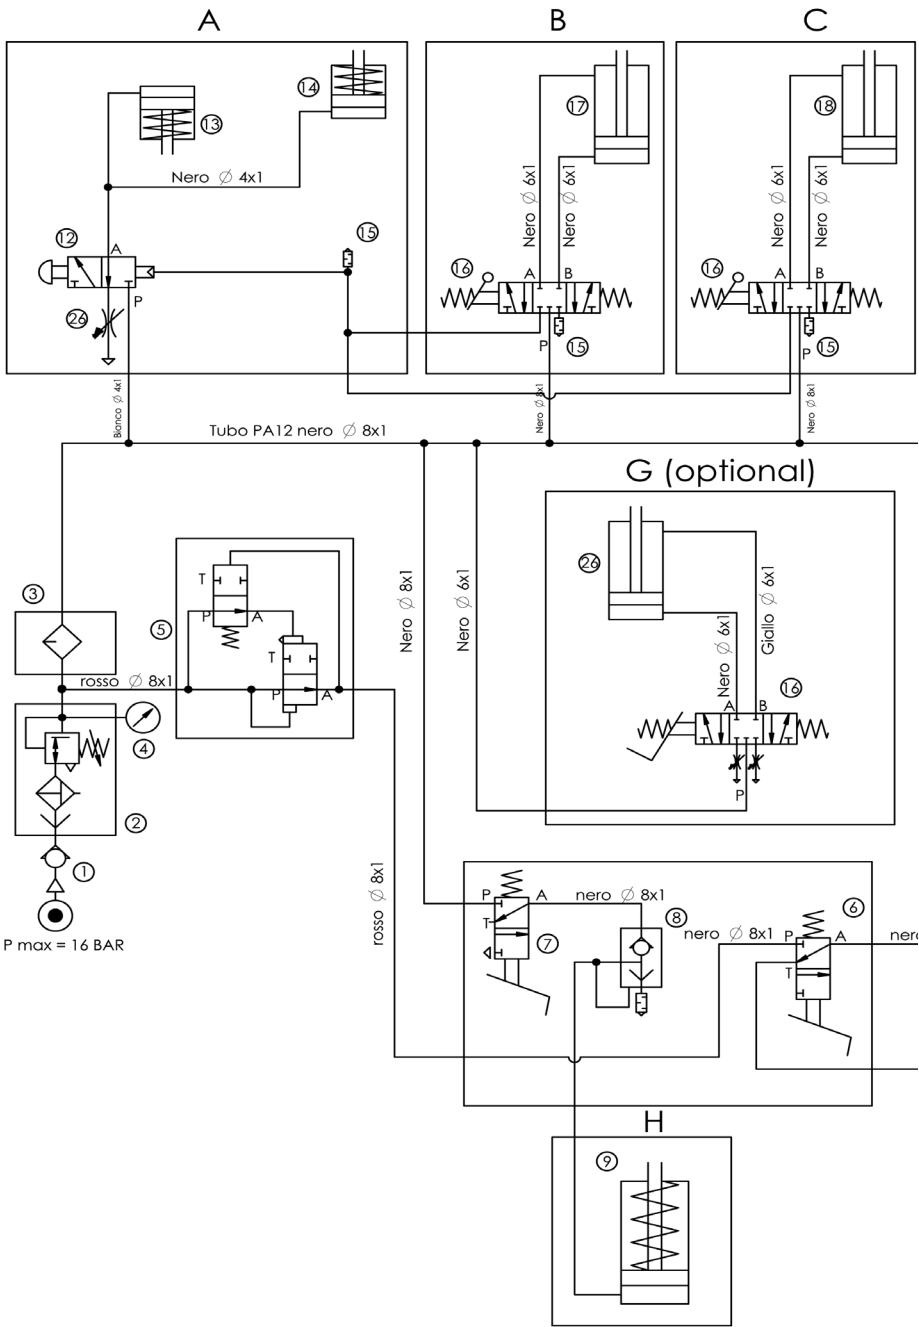 A
B
C
14
13
17
18
Nero Ø 4x1
Nero Ø 6x1
Nero Ø 6x1
Nero Ø 6x1
Nero Ø 6x1
12
A
15
16
A
B
16
A
B
P
26
P
15
P
15
Bianco Ø 4x1
Nero Ø 8x1
Nero Ø 8x1
Tubo PA12 nero Ø 8x1
G (optional)
26
Nero Ø 8x1
Nero Ø 6x1
Nero Ø 6x1
Giallo Ø 6x1
3
5
T
P
A
T
P
A
rosso Ø 8x1
16
A
B
P
4
2
1
P max = 16 BAR
rosso Ø 8x1
P
A
T
7
nero Ø 8x1
8
nero Ø 8x1
6
P
A
T
nero
H
9